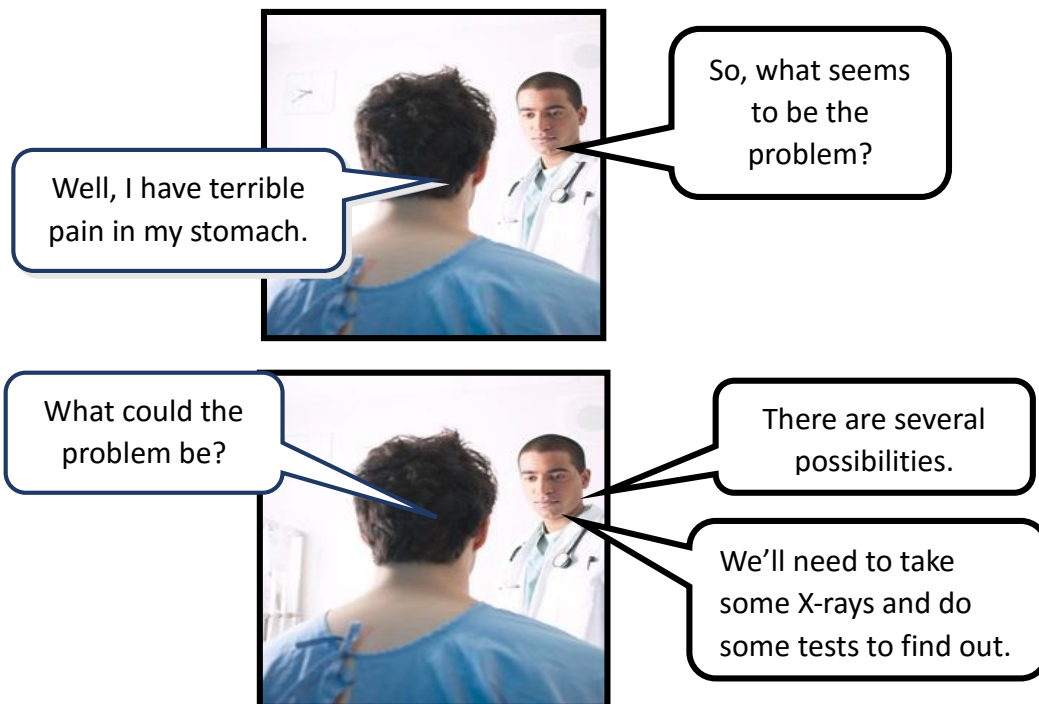 So, what seems
to be the
problem?
Well, I have terrible
pain in my stomach.
What could the
problem be?
There are several
possibilities.
We’ll need to take
some X-rays and do
some tests to find out.